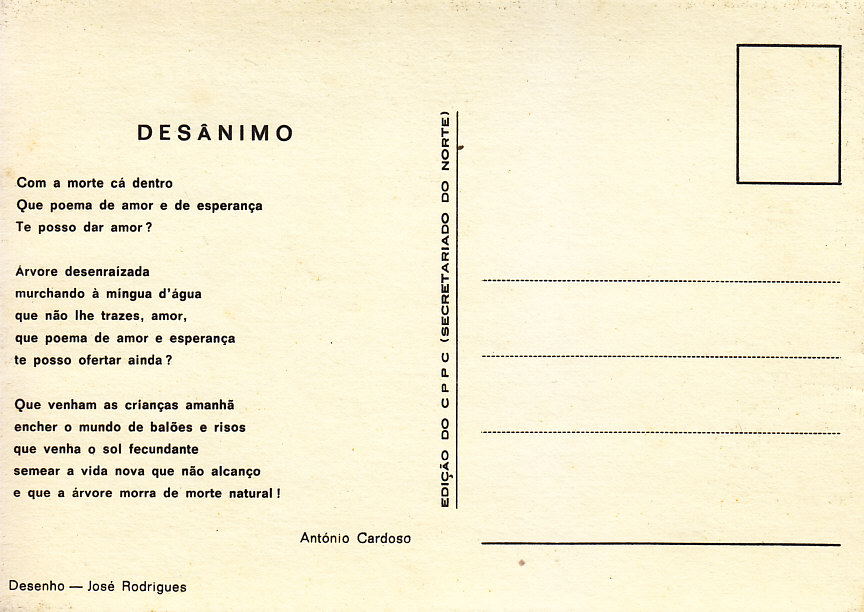 DESÂNIMO
Com a morte cá dentro
Que poema de amor e de esperança
Te posso dar amor?
Árvore desenraizada
murchando à míngua d'água
que não lhe trazes, amor,
que poema de amor e esperança
te posso ofertar ainda?
Que venham as crianças amanhã
encher o mundo de balões e risos
que venha o sol fecundante
semear a vida nova que não alcanço
e que a árvore morra de morte natural!
António Cardoso
Desenho — José Rodrigues
EDIÇÃO DO CPPC (SECRETARIADO DO NORTE)